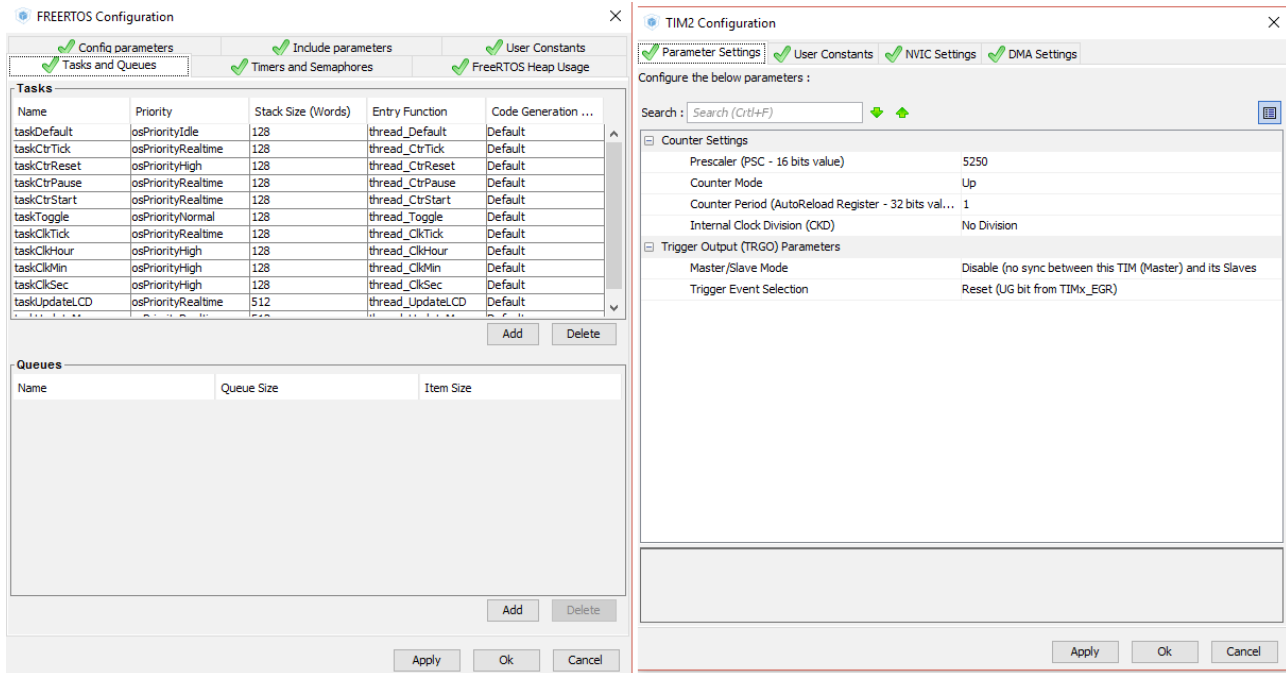 FREERTOS Configuration
Config parameters Include parameters User Constants
Tasks and Queues Timers and Semaphores FreeRTOS Heap Usage
Tasks
Name Priority Stack Size (Words) Entry Function Code Generation ...
taskDefault osPriorityIdle 128 thread_Default Default
taskCtrTick osPriorityRealtime 128 thread_CtrTick Default
taskCtrReset osPriorityHigh 128 thread_CtrReset Default
taskCtrPause osPriorityRealtime 128 thread_CtrPause Default
taskCtrStart osPriorityRealtime 128 thread_CtrStart Default
taskToggle osPriorityNormal 128 thread_Toggle Default
taskClkTick osPriorityRealtime 128 thread_ClkTick Default
taskClkHour osPriorityHigh 128 thread_ClkHour Default
taskClkMin osPriorityHigh 128 thread_ClkMin Default
taskClkSec osPriorityHigh 128 thread_ClkSec Default
taskUpdateLCD osPriorityRealtime 512 thread_UpdateLCD Default
Add Delete
Queues
Name Queue Size Item Size
Add Delete
Apply Ok Cancel
TIM2 Configuration
Parameter Settings User Constants NVIC Settings DMA Settings
Configure the below parameters :
Search : Search (Crtl+F)
Counter Settings
Prescaler (PSC - 16 bits value) 5250
Counter Mode Up
Counter Period (AutoReload Register - 32 bits val... 1
Internal Clock Division (CKD) No Division
Trigger Output (TRGO) Parameters
Master/Slave Mode Disable (no sync between this TIM (Master) and its Slaves
Trigger Event Selection Reset (UG bit from TIMx_EGR)
Apply Ok Cancel